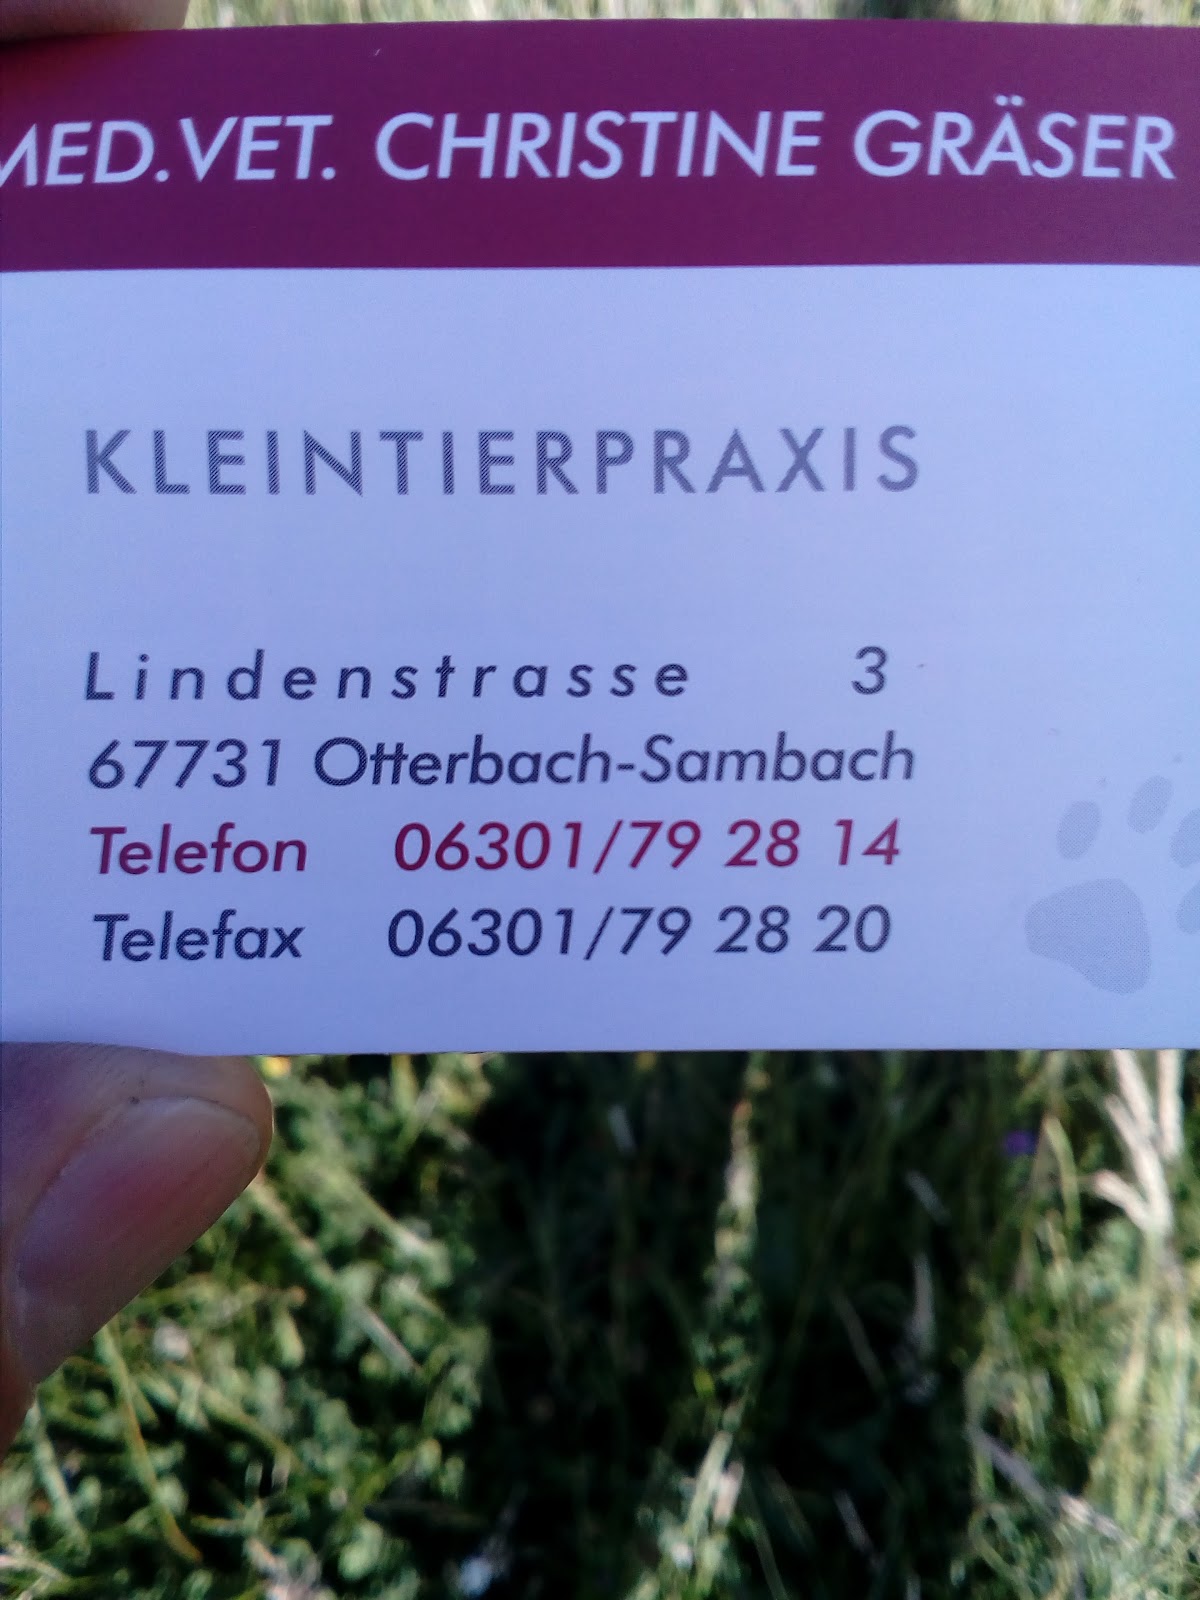 MED.VET. CHRISTINE GRÄSER
KLEINTIERPRAXIS
Lindenstrasse 3
67731 Otterbach-Sambach
Telefon 06301/79 28 14
Telefax 06301/79 28 20